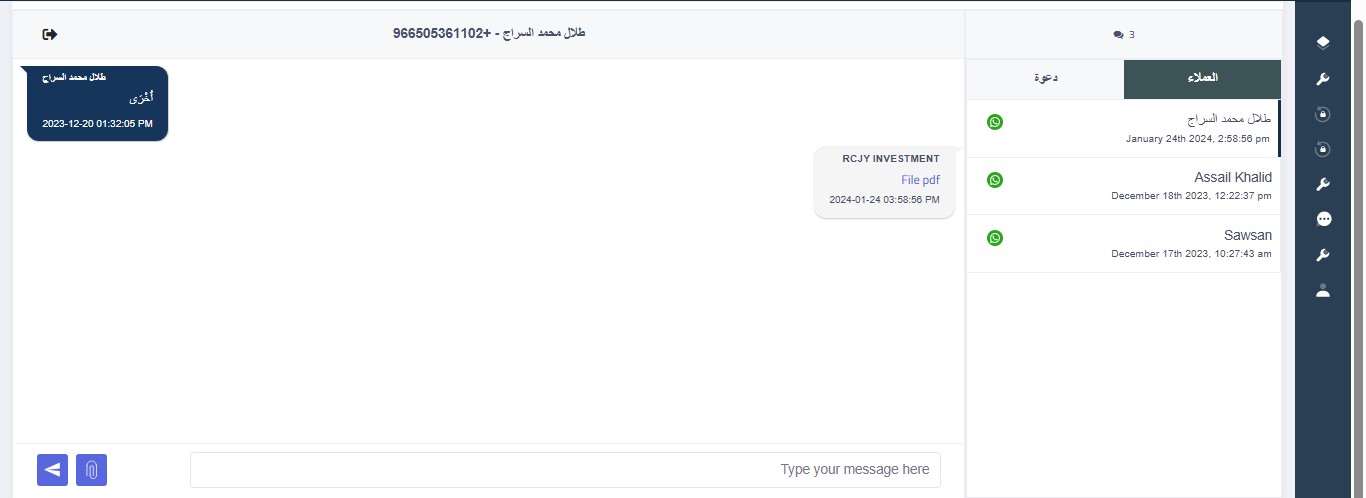 طلال محمد السراج - +966505361102
3
العملاء
دعوة
طلال محمد السراج
January 24th 2024, 2:58:56 pm
Assail Khalid
December 18th 2023, 12:22:37 pm
Sawsan
December 17th 2023, 10:27:43 am
طلال محمد السراج
أُخْرَى
2023-12-20 01:32:05 PM
RCJY INVESTMENT
File pdf
2024-01-24 03:58:56 PM
Type your message here